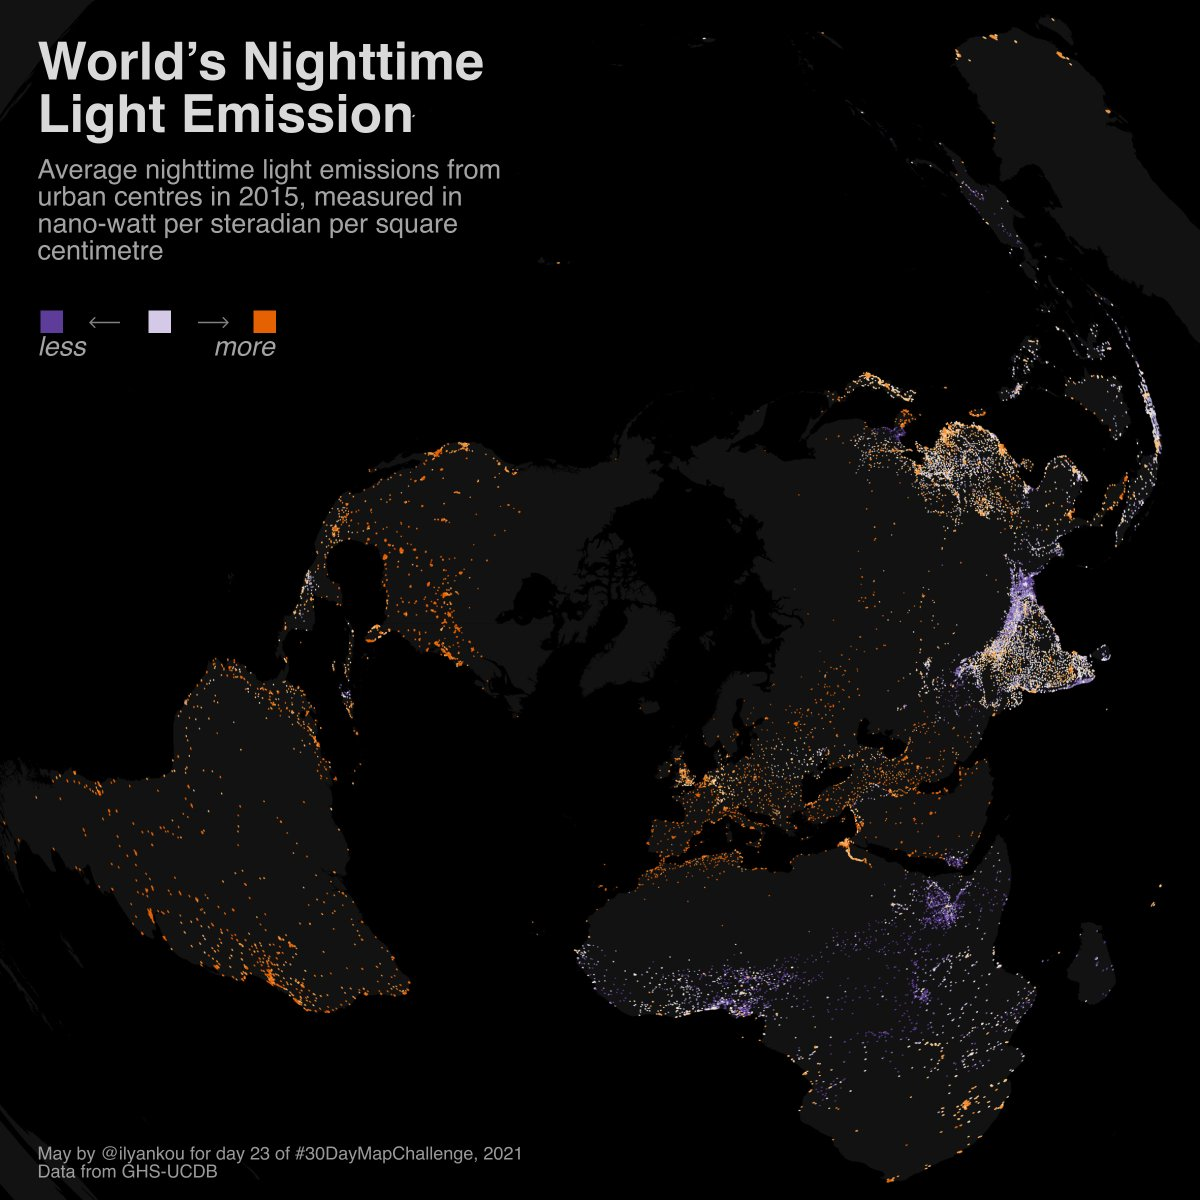 World’s Nighttime
Light Emission
Average nighttime light emissions from
urban centres in 2015, measured in
nano-watt per steradian per square
centimetre
less
more
May by @ilyankou for day 23 of #30DayMapChallenge, 2021
Data from GHS-UCDB